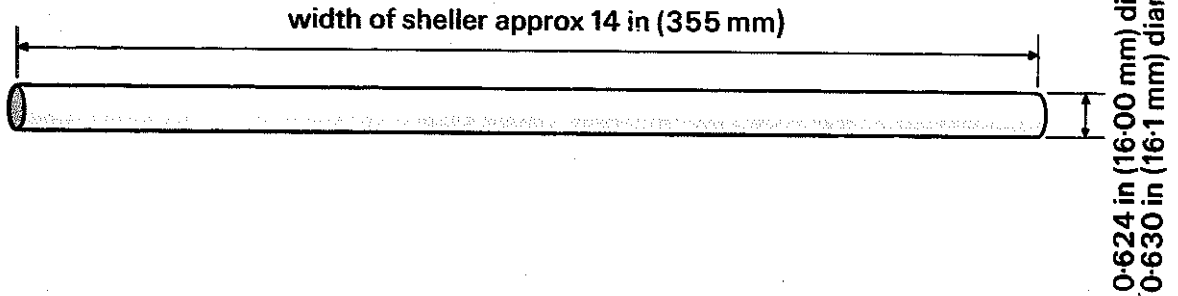 width of sheller approx 14 in (355 mm)
0·624 in (16·00 mm)
0·630 in (16·1 mm)